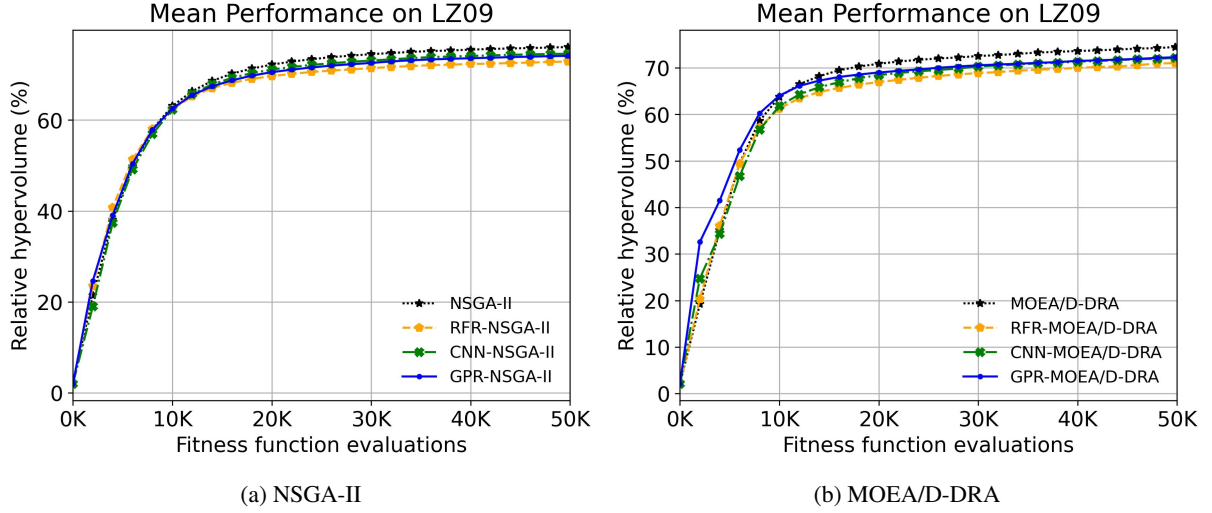 Mean Performance on LZ09
Relative hypervolume (%)
60
40
20
0
NSGA-II
RFR-NSGA-II
CNN-NSGA-II
GPR-NSGA-II
0K 10K 20K 30K 40K 50K
Fitness function evaluations
(a) NSGA-II
Mean Performance on LZ09
Relative hypervolume (%)
70
60
50
40
30
20
10
0
MOEA/D-DRA
RFR-MOEA/D-DRA
CNN-MOEA/D-DRA
GPR-MOEA/D-DRA
0K 10K 20K 30K 40K 50K
Fitness function evaluations
(b) MOEA/D-DRA